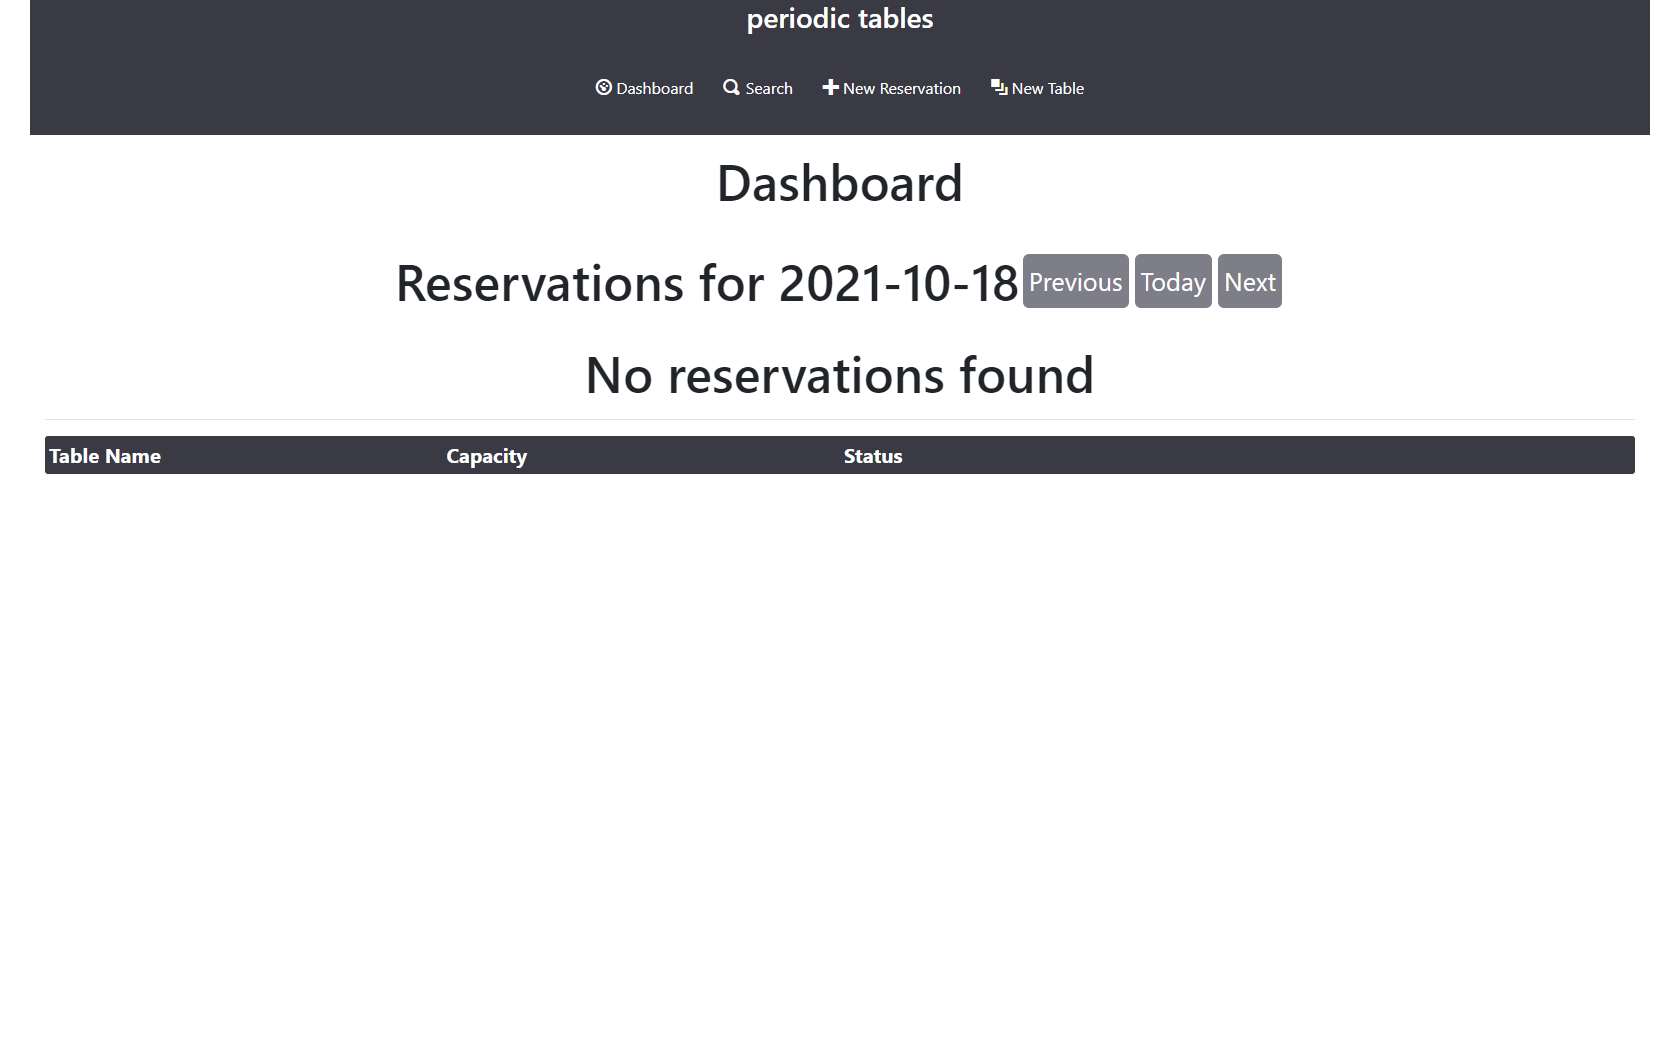 periodic tables
Dashboard Search New Reservation New Table
Dashboard
Reservations for 2021-10-18 Previous Today Next
No reservations found
Table Name Capacity Status